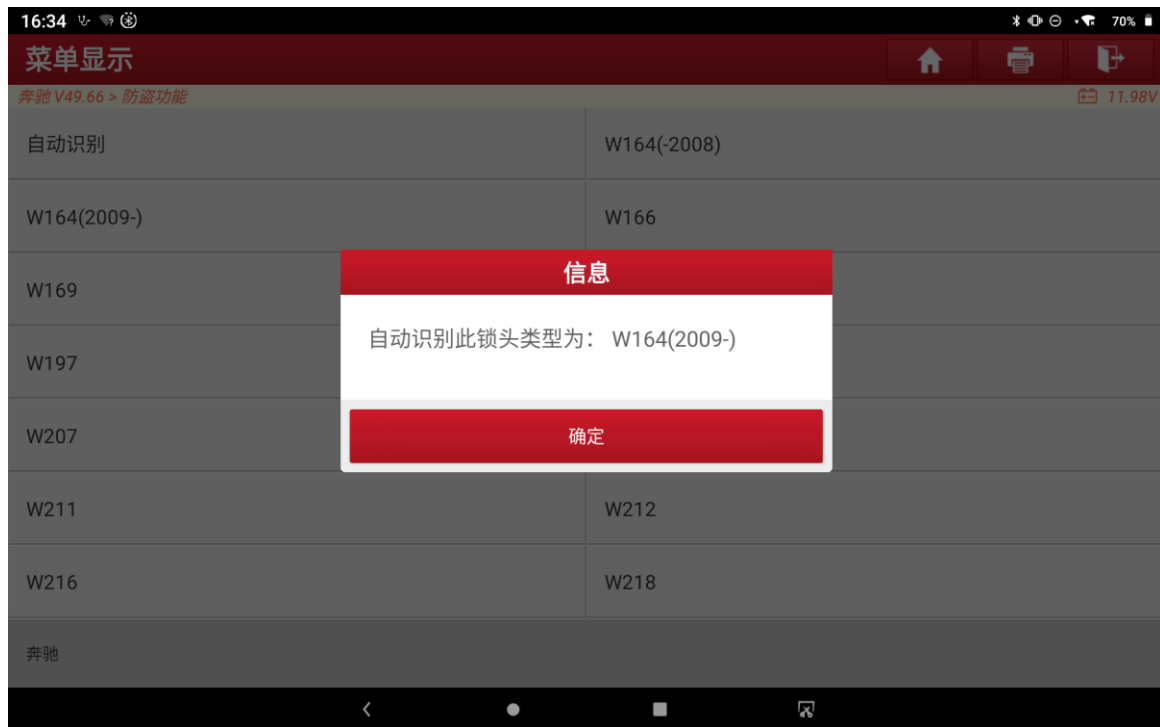 16:34
70%
菜单显示
奔驰 V49.66 > 防盗功能
11.98V
自动识别
W164(-2008)
W164(2009-)
W166
信息
W169
自动识别此锁头类型为： W164(2009-)
W197
确定
W207
W211
W212
W216
W218
奔驰